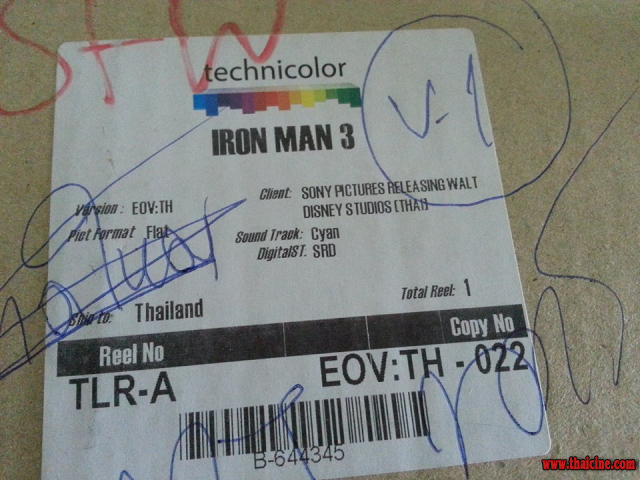 SF-W
technicolor
IRON MAN 3
V-1
Version : EOV:TH
Client: SONY PICTURES RELEASING WALT
DISNEY STUDIOS (THAI)
Pict Format Flat
Sound Track: Cyan
DigitalST. SRD
Ship to: Thailand
Total Reel: 1
Reel No
Copy No
TLR-A
EOV:TH - 022
B-644345
www.thaicine.com